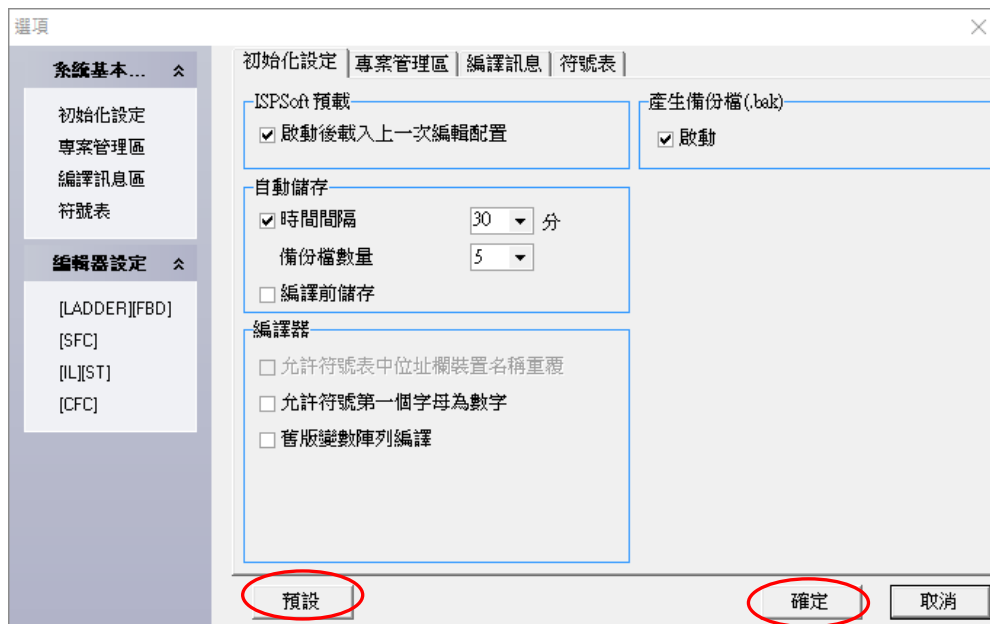 選項
系統基本...
初始化設定
專案管理區
編譯訊息區
符號表
編輯器設定
[LADDER][FBD]
[SFC]
[IL][ST]
[CFC]
初始化設定 專案管理區 編譯訊息 符號表
ISPSoft 預載
啟動後載入上一次編輯配置
產生備份檔(.bak)
啟動
自動儲存
時間間隔 30 分
備份檔數量 5
編譯前儲存
編譯器
允許符號表中位址欄裝置名稱重覆
允許符號第一個字母為數字
舊版變數陣列編譯
預設 確定 取消